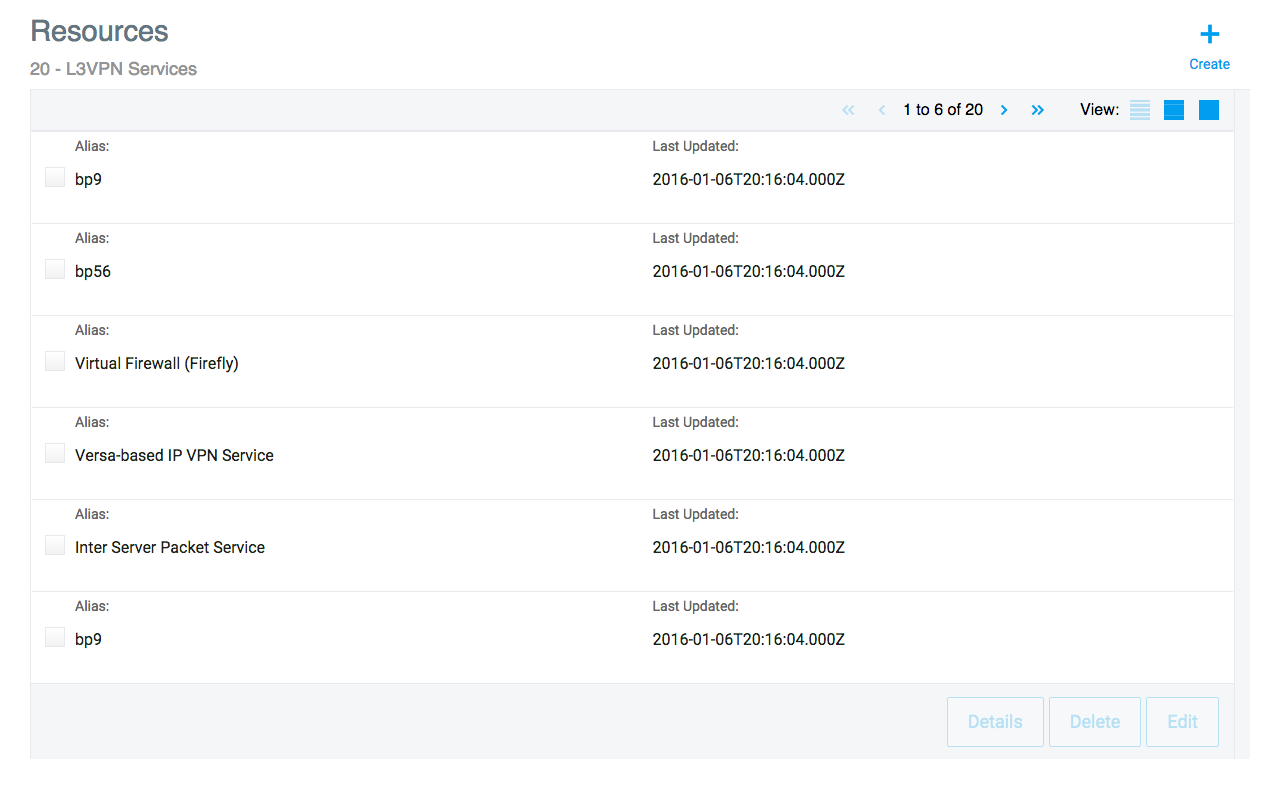 Resources
20 - L3VPN Services
Create
« ‹ 1 to 6 of 20 › » View:
Alias: Last Updated:
bp9 2016-01-06T20:16:04.000Z
Alias: Last Updated:
bp56 2016-01-06T20:16:04.000Z
Alias: Last Updated:
Virtual Firewall (Firefly) 2016-01-06T20:16:04.000Z
Alias: Last Updated:
Versa-based IP VPN Service 2016-01-06T20:16:04.000Z
Alias: Last Updated:
Inter Server Packet Service 2016-01-06T20:16:04.000Z
Alias: Last Updated:
bp9 2016-01-06T20:16:04.000Z
Details Delete Edit